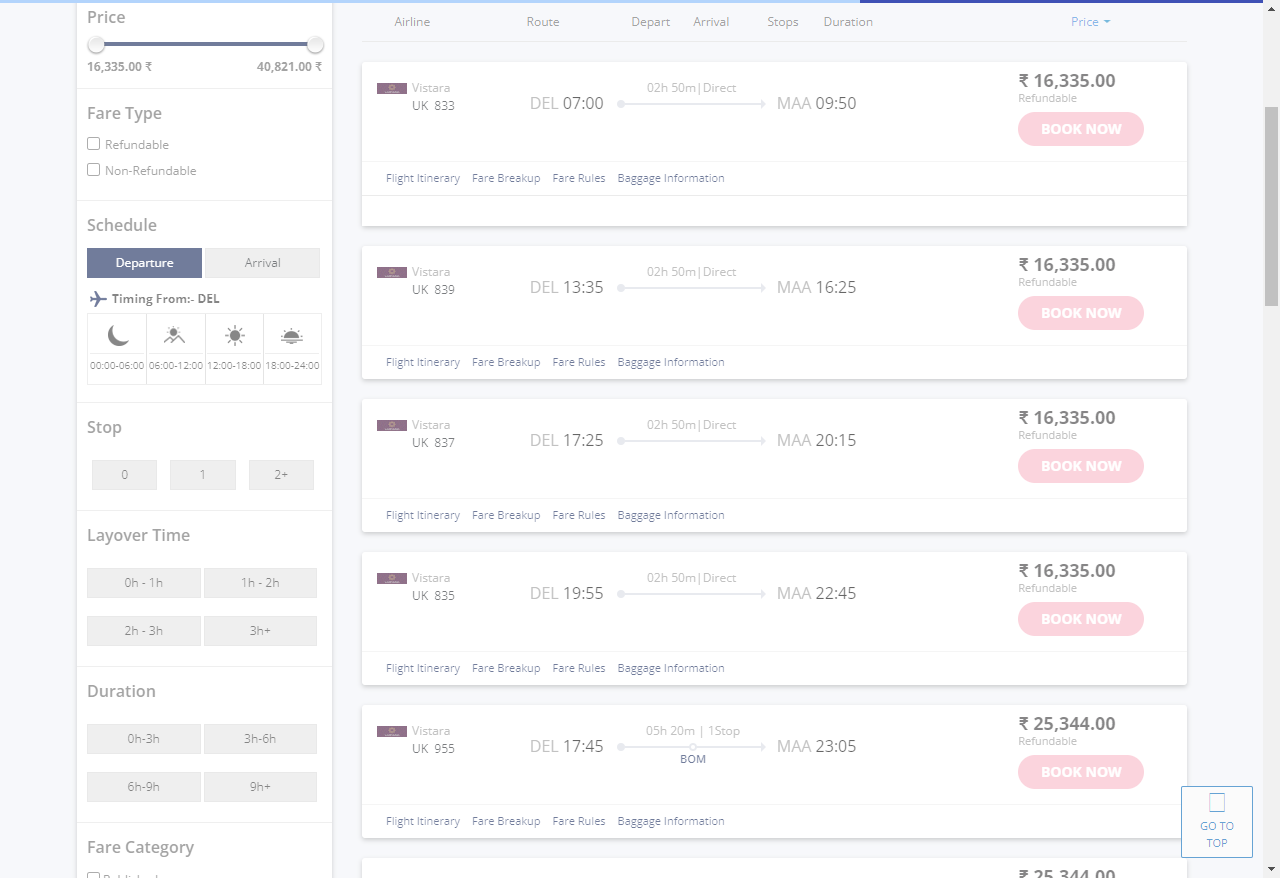 Price
16,335.00 ₹ 40,821.00 ₹
Fare Type
Refundable
Non-Refundable
Schedule
Departure Arrival
Timing From:- DEL
00:00-06:00 06:00-12:00 12:00-18:00 18:00-24:00
Stop
0 1 2+
Layover Time
0h - 1h 1h - 2h
2h - 3h 3h+
Duration
0h-3h 3h-6h
6h-9h 9h+
Fare Category
Airline Route Depart Arrival Stops Duration Price
Vistara 02h 50m|Direct ₹ 16,335.00
UK 833 DEL 07:00 MAA 09:50 Refundable
BOOK NOW
Flight Itinerary Fare Breakup Fare Rules Baggage Information
Vistara 02h 50m|Direct ₹ 16,335.00
UK 839 DEL 13:35 MAA 16:25 Refundable
BOOK NOW
Flight Itinerary Fare Breakup Fare Rules Baggage Information
Vistara 02h 50m|Direct ₹ 16,335.00
UK 837 DEL 17:25 MAA 20:15 Refundable
BOOK NOW
Flight Itinerary Fare Breakup Fare Rules Baggage Information
Vistara 02h 50m|Direct ₹ 16,335.00
UK 835 DEL 19:55 MAA 22:45 Refundable
BOOK NOW
Flight Itinerary Fare Breakup Fare Rules Baggage Information
Vistara 05h 20m | 1Stop ₹ 25,344.00
UK 955 DEL 17:45 MAA 23:05 Refundable
BOM
BOOK NOW
Flight Itinerary Fare Breakup Fare Rules Baggage Information
₹ 25,344.00
GO TO
TOP